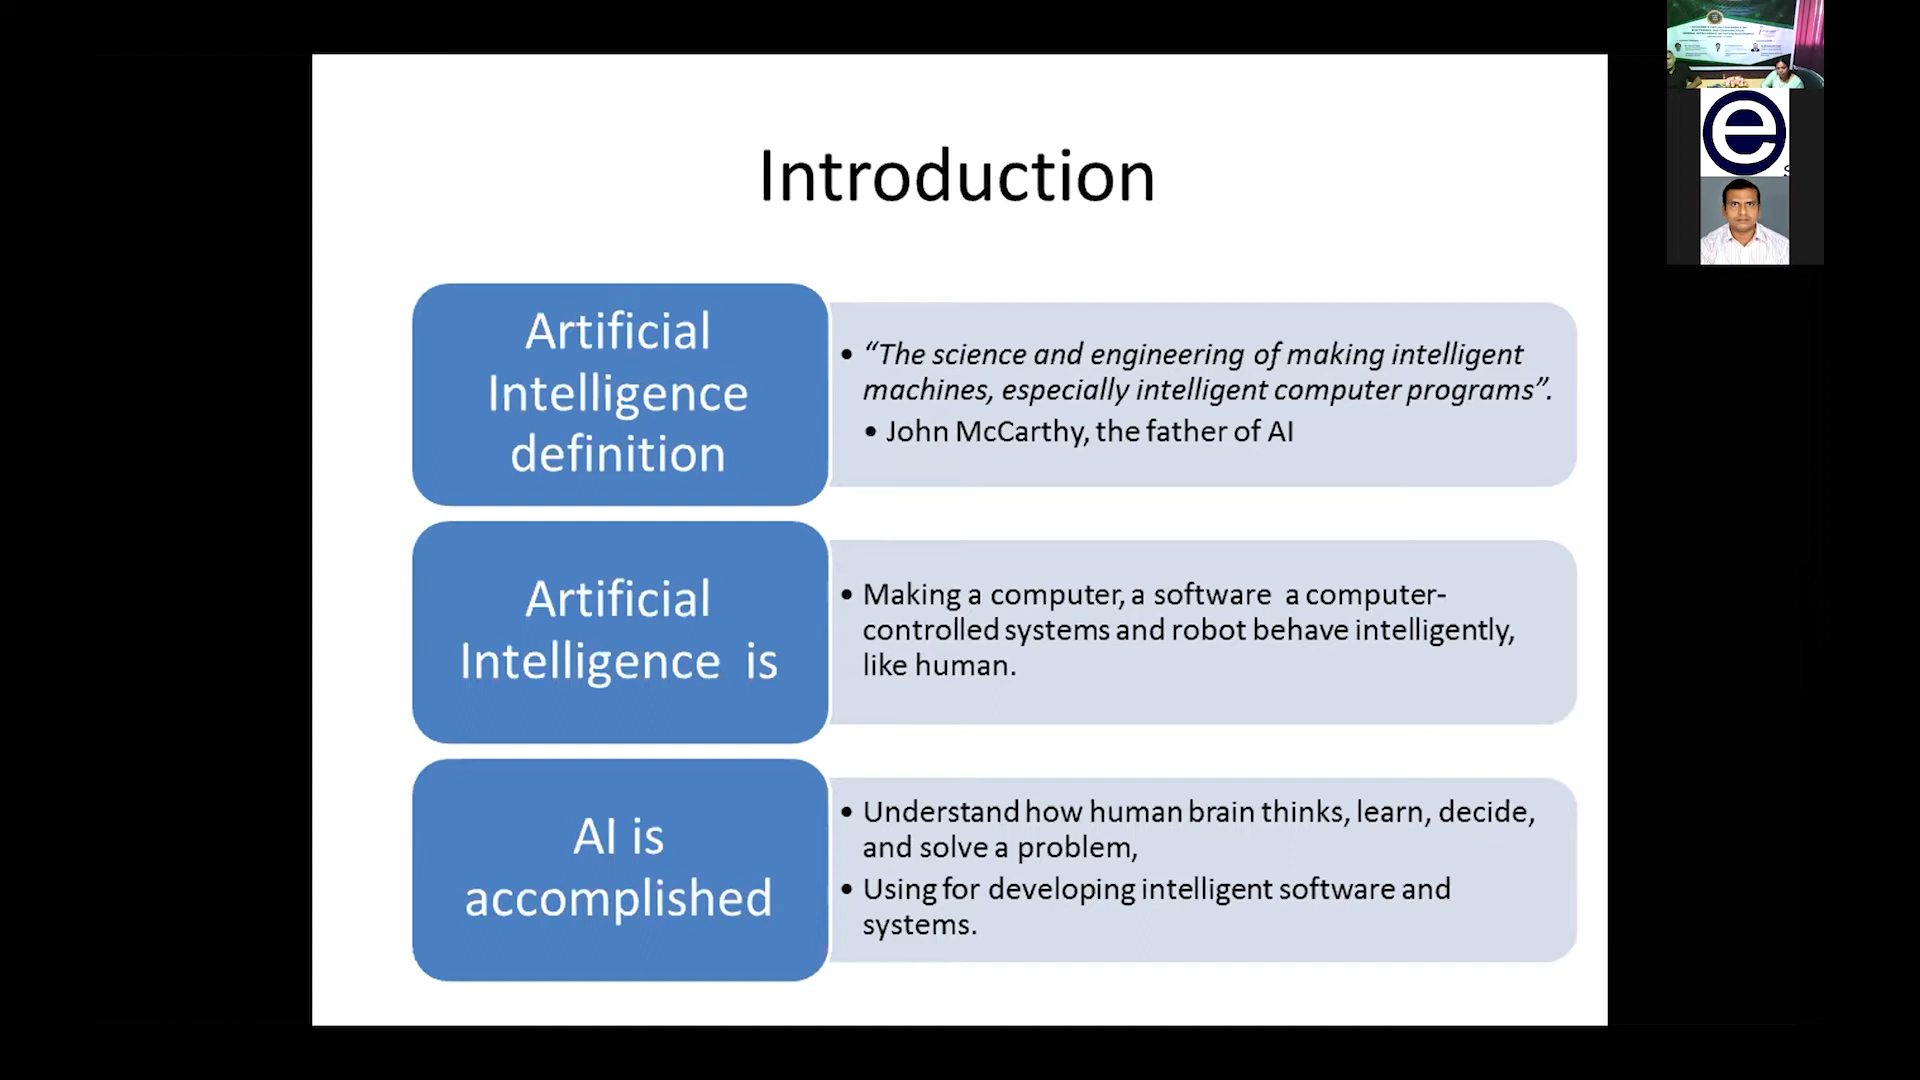 Introduction
Artificial
Intelligence
definition
• “The science and engineering of making intelligent
machines, especially intelligent computer programs”.
• John McCarthy, the father of AI
Artificial
Intelligence is
• Making a computer, a software a computer-
controlled systems and robot behave intelligently,
like human.
AI is
accomplished
• Understand how human brain thinks, learn, decide,
and solve a problem,
• Using for developing intelligent software and
systems.
e